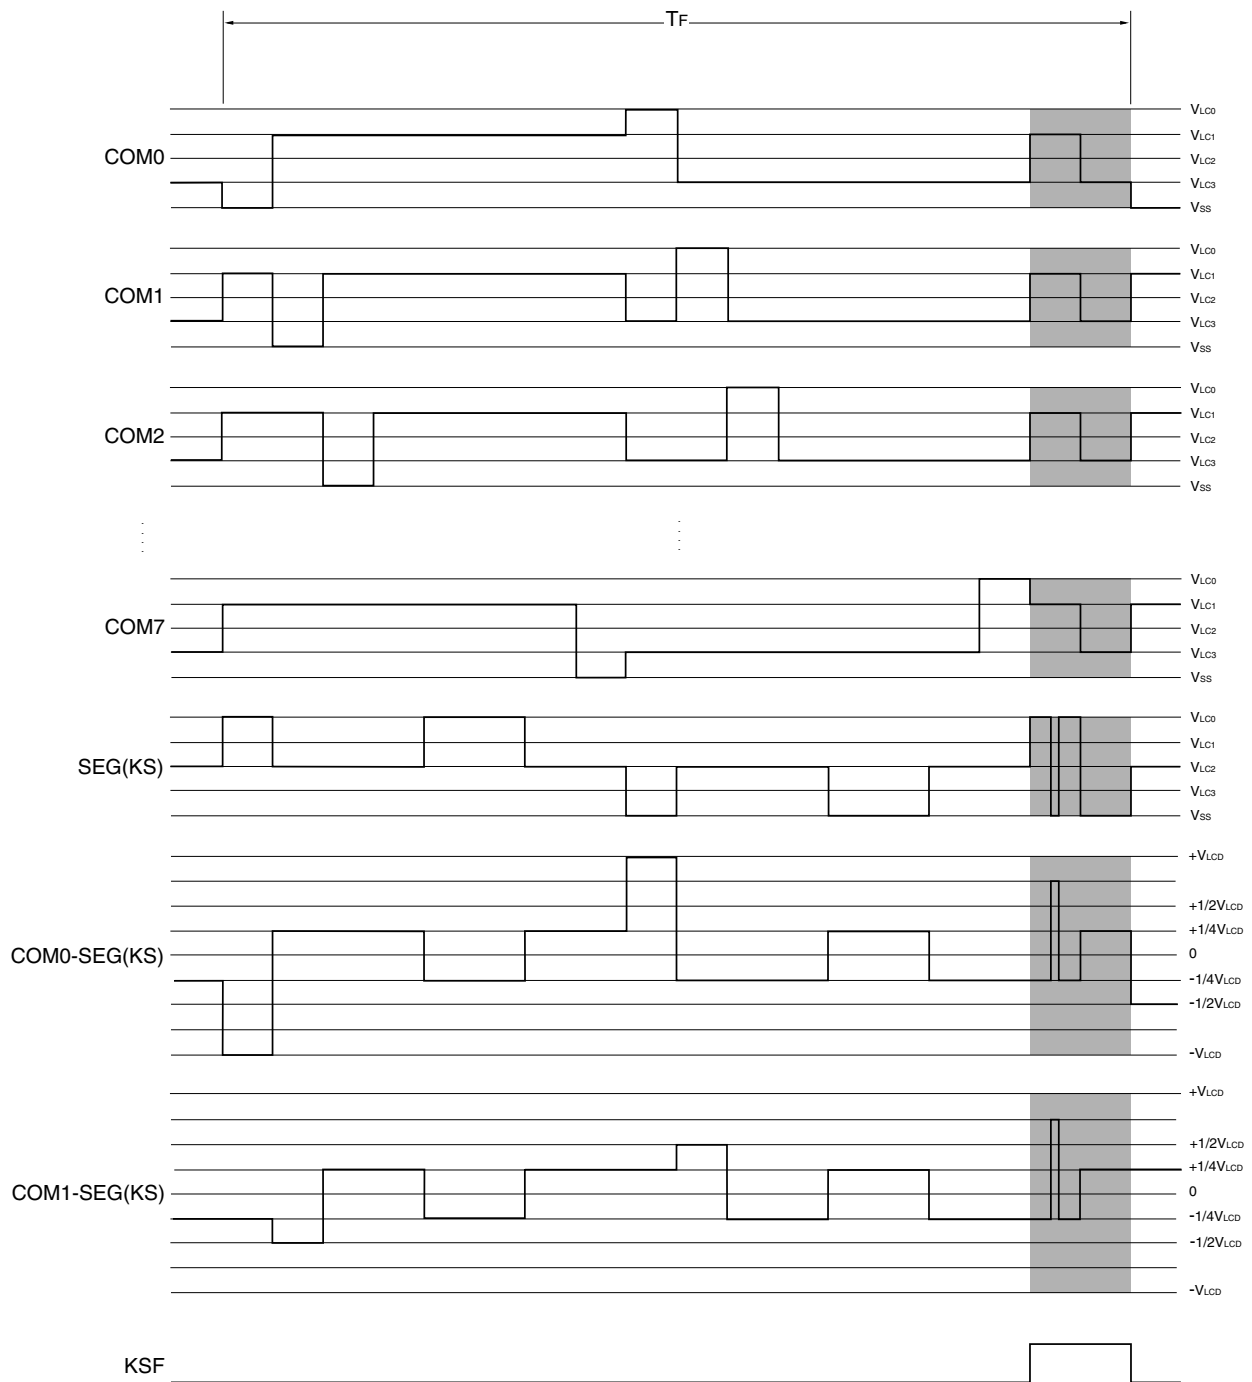 TF
COM0
VLC0
VLC1
VLC2
VLC3
VSS
COM1
VLC0
VLC1
VLC2
VLC3
VSS
COM2
VLC0
VLC1
VLC2
VLC3
VSS
COM7
VLC0
VLC1
VLC2
VLC3
VSS
SEG(KS)
VLC0
VLC1
VLC2
VLC3
VSS
COM0-SEG(KS)
+VLCD
+1/2VLCD
+1/4VLCD
0
-1/4VLCD
-1/2VLCD
-VLCD
COM1-SEG(KS)
+VLCD
+1/2VLCD
+1/4VLCD
0
-1/4VLCD
-1/2VLCD
-VLCD
KSF